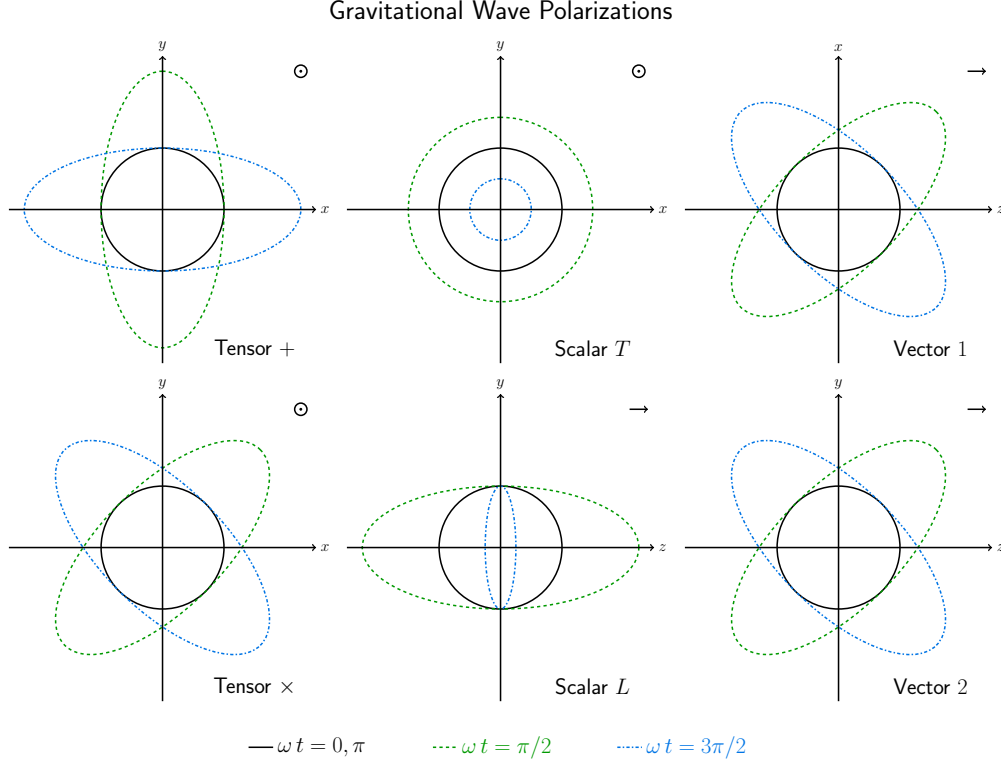 Gravitational Wave Polarizations
y
x
Tensor +
y
x
Scalar T
x
z
Vector 1
y
x
Tensor ×
y
z
Scalar L
y
z
Vector 2
ω t = 0, π
ω t = π/2
ω t = 3π/2